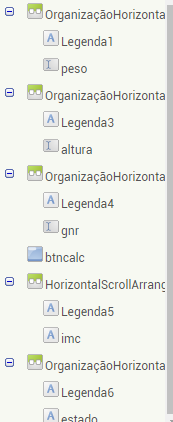 OrganizaçãoHorizonta
Legenda1
peso
OrganizaçãoHorizonta
Legenda3
altura
OrganizaçãoHorizonta
Legenda4
gnr
btncalc
HorizontalScrollArrang
Legenda5
imc
OrganizaçãoHorizonta
Legenda6
estado